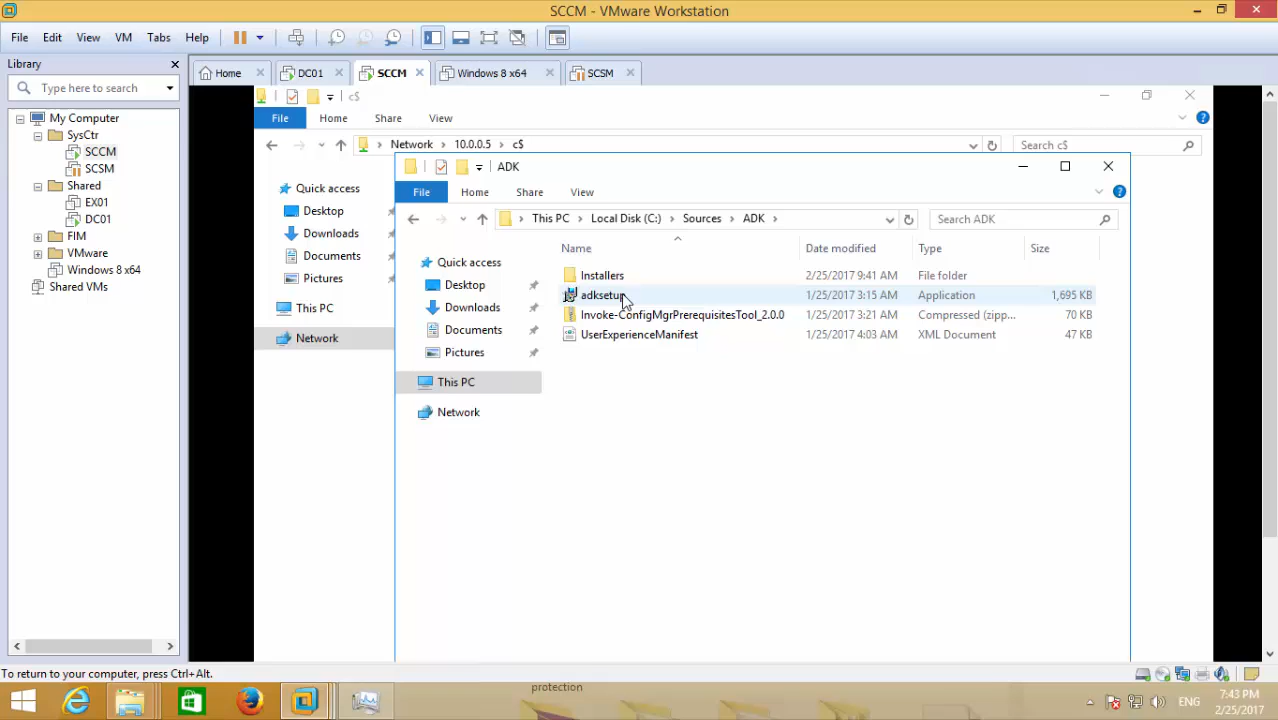 SCCM - VMware Workstation
File Edit View VM Tabs Help
Library
Type here to search
My Computer
SysCtr
SCCM
SCSM
Shared
EX01
DC01
FIM
VMware
Windows 8 x64
Shared VMs
Home DC01 SCCM Windows 8 x64 SCSM
c$
File Home Share View
Network 10.0.0.5 c$ Search c$
Quick access
Desktop
Downloads
Documents
Pictures
This PC
Network
ADK
File Home Share View
This PC Local Disk (C:) Sources ADK Search ADK
Quick access
Desktop
Downloads
Documents
Pictures
This PC
Network
Name Date modified Type Size
Installers 2/25/2017 9:41 AM File folder
adksetup 1/25/2017 3:15 AM Application 1,695 KB
Invoke-ConfigMgrPrerequisitesTool_2.0.0 1/25/2017 3:21 AM Compressed (zipp... 70 KB
UserExperienceManifest 1/25/2017 4:03 AM XML Document 47 KB
To return to your computer, press Ctrl+Alt.
protection
ENG
7:43 PM
2/25/2017